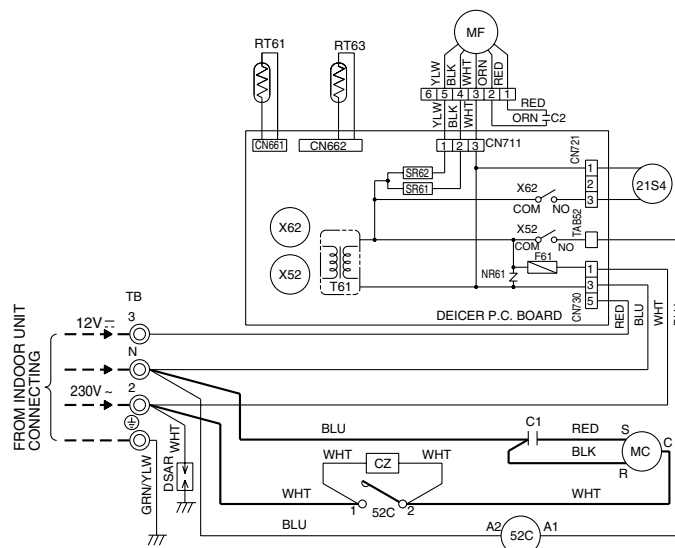 MF
RT61
RT63
YLW
BLK
WHT
ORN
RED
6 5 4 3 2 1
RED
ORN
C2
YLW
BLK
WHT
CN661
CN662
1 2 3
CN711
CN721
SR62
SR61
1
2
3
21S4
X62
COM NO
X62
X52
COM NO
TAB52
X52
T61
NR61
F61
1
3
5
CN730
DEICER P.C. BOARD
RED
BLU
WHT
TB
3
12V
N
230V ~
2
FROM INDOOR UNIT
CONNECTING
GRN/YLW
DSAR
WHT
BLU
C1
RED
S
BLK
MC
C
R
WHT
CZ
WHT
WHT
1
52C
2
WHT
BLU
A2
52C
A1